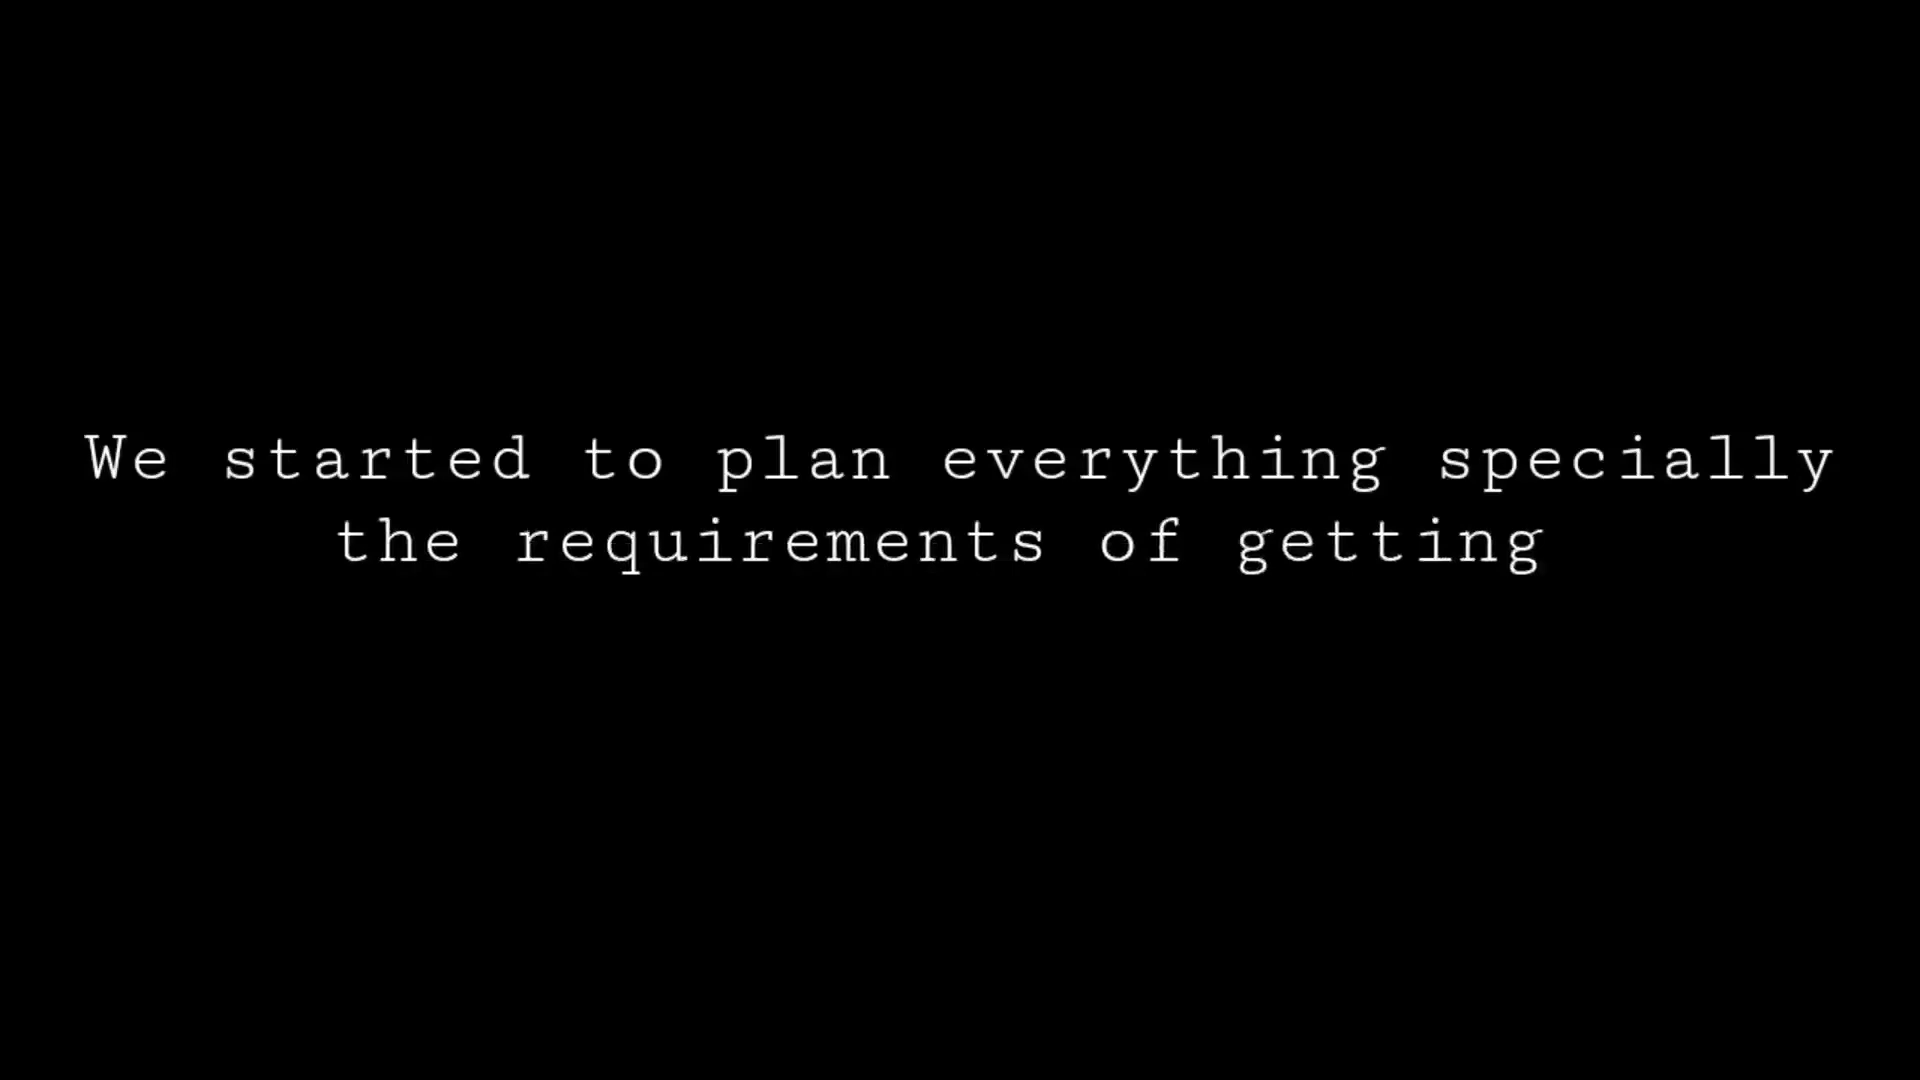 We started to plan everything specially
the requirements of getting